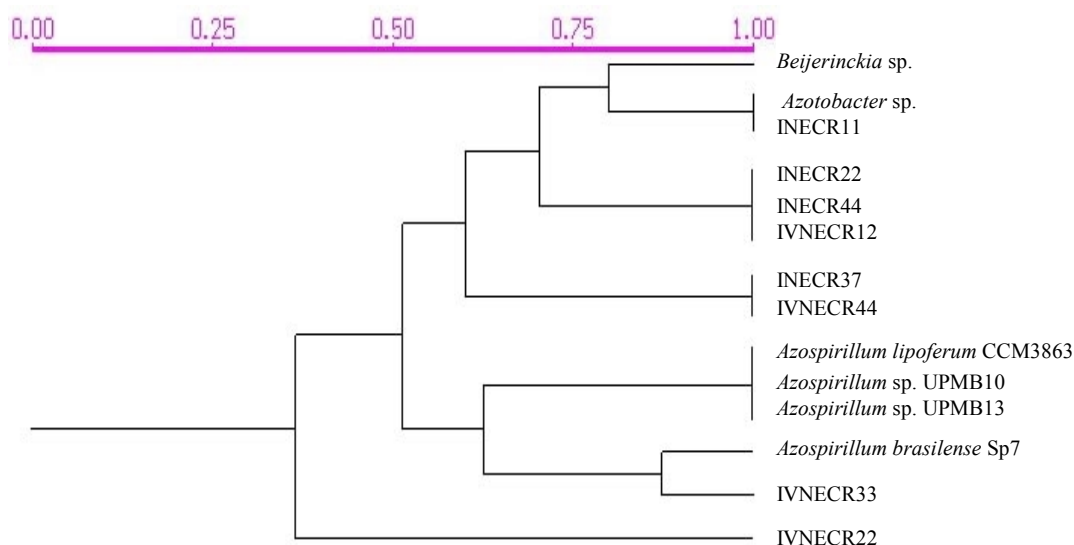 0.00 0.25 0.50 0.75 1.00
Beijerinckia sp.
Azotobacter sp.
INECR11
INECR22
INECR44
IVNECR12
INECR37
IVNECR44
Azospirillum lipoferum CCM3863
Azospirillum sp. UPMB10
Azospirillum sp. UPMB13
Azospirillum brasilense Sp7
IVNECR33
IVNECR22